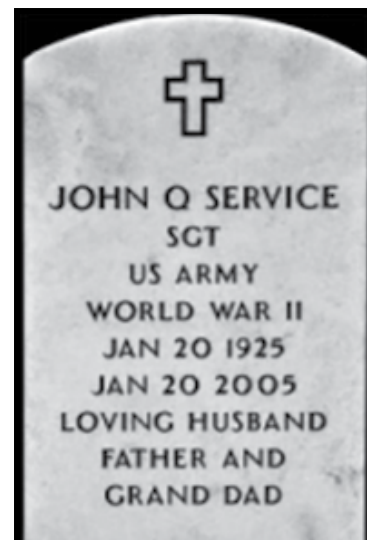 JOHN Q SERVICE
SGT
US ARMY
WORLD WAR II
JAN 20 1925
JAN 20 2005
LOVING HUSBAND
FATHER AND
GRAND DAD